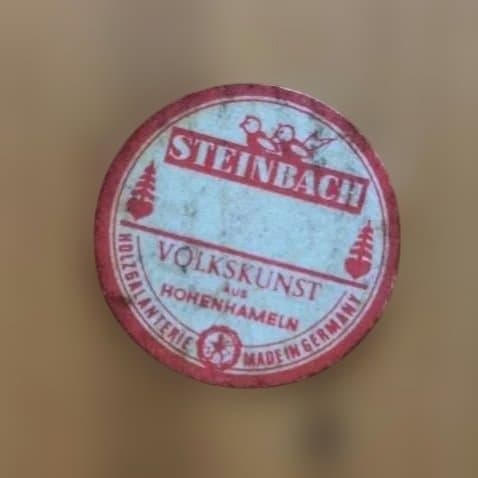 STEINBACH
VOLKSKUNST
AUS
HOHENHAMELN
HOLZGALANTERIE
MADE IN GERMANY